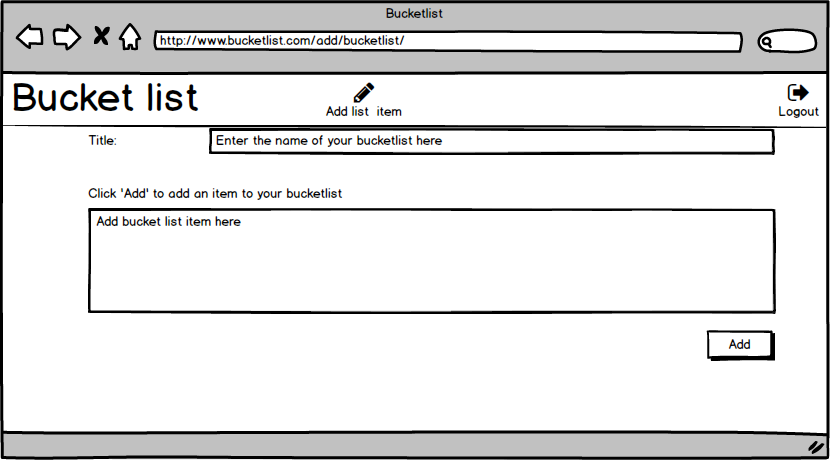 Bucketlist
http://www.bucketlist.com/add/bucketlist/
Bucket list
Add list item
Logout
Title:
Enter the name of your bucketlist here
Click 'Add' to add an item to your bucketlist
Add bucket list item here
Add